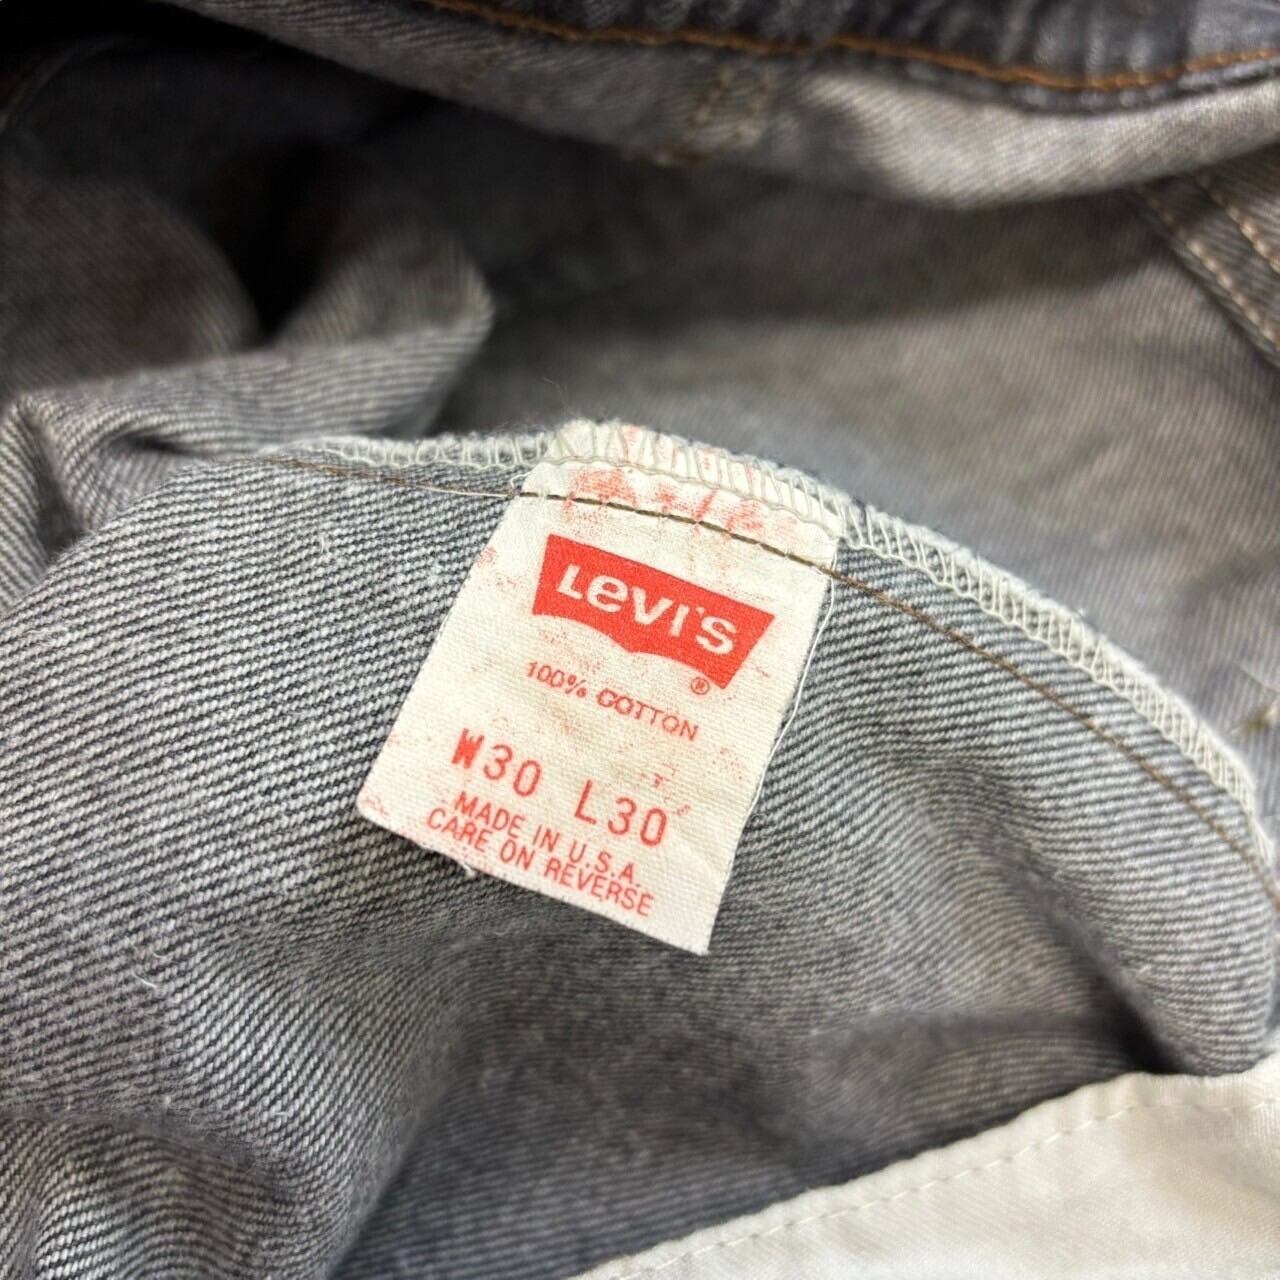 Levi's
®
100% COTTON
W30 L30
MADE IN U.S.A.
CARE ON REVERSE